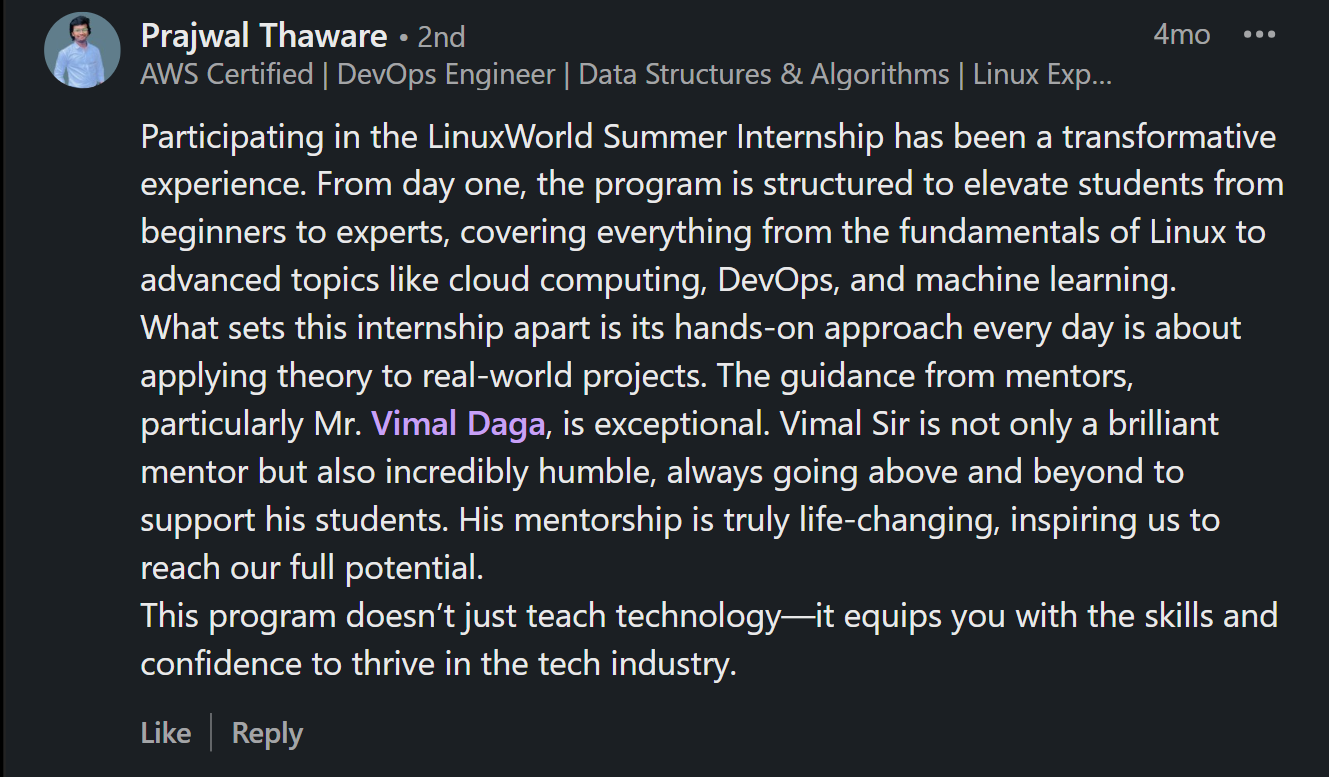 Prajwal Thaware • 2nd
4mo •••
AWS Certified | DevOps Engineer | Data Structures & Algorithms | Linux Exp...
Participating in the LinuxWorld Summer Internship has been a transformative
experience. From day one, the program is structured to elevate students from
beginners to experts, covering everything from the fundamentals of Linux to
advanced topics like cloud computing, DevOps, and machine learning.
What sets this internship apart is its hands-on approach every day is about
applying theory to real-world projects. The guidance from mentors,
particularly Mr. Vimal Daga, is exceptional. Vimal Sir is not only a brilliant
mentor but also incredibly humble, always going above and beyond to
support his students. His mentorship is truly life-changing, inspiring us to
reach our full potential.
This program doesn’t just teach technology—it equips you with the skills and
confidence to thrive in the tech industry.
Like | Reply